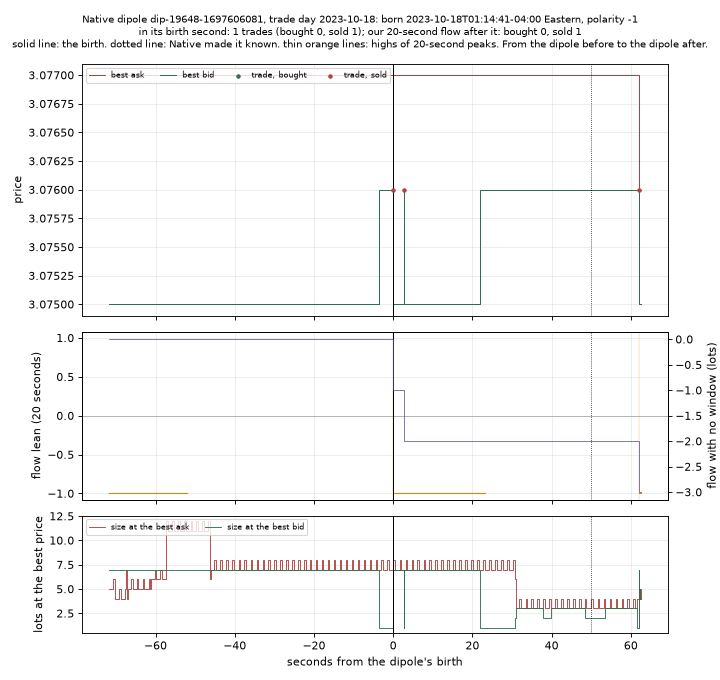 Native dipole dip-19648-1697606081, trade day 2023-10-18: born 2023-10-18T01:14:41-04:00 Eastern, polarity -1
in its birth second: 1 trades (bought 0, sold 1); our 20-second flow after it: bought 0, sold 1
solid line: the birth. dotted line: Native made it known. thin orange lines: highs of 20-second peaks. From the dipole before to the dipole after.
best ask best bid trade, bought trade, sold
3.07700
3.07675
3.07650
3.07625
3.07600
3.07575
3.07550
3.07525
3.07500
price
1.0
0.5
0.0
−0.5
−1.0
flow lean (20 seconds)
0.0
−0.5
−1.0
−1.5
−2.0
−2.5
−3.0
flow with no window (lots)
size at the best ask size at the best bid
12.5
10.0
7.5
5.0
2.5
lots at the best price
−60 −40 −20 0 20 40 60
seconds from the dipole's birth